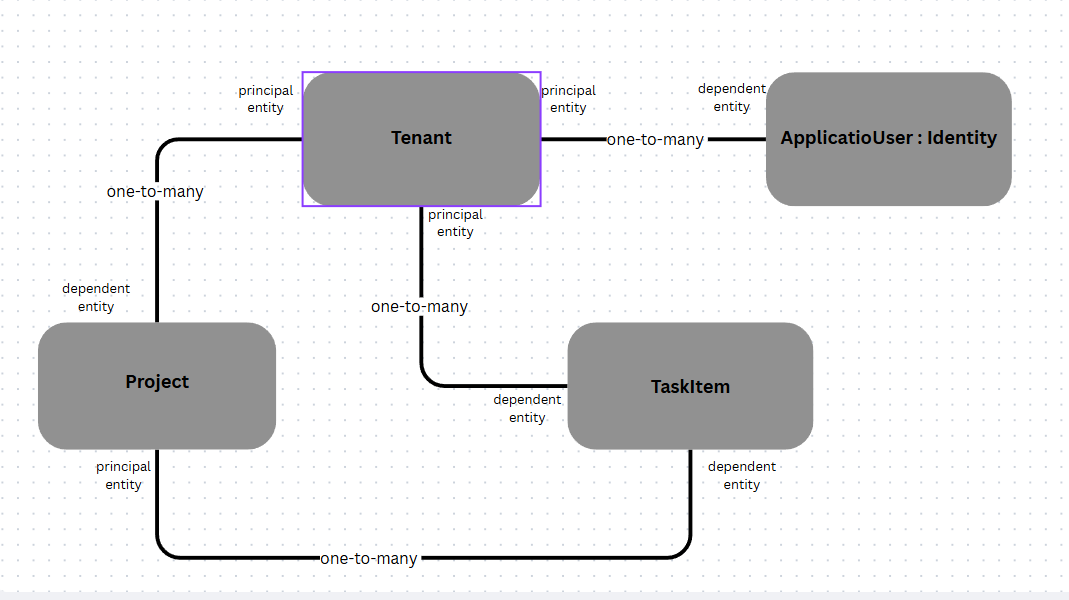 principal
entity
Tenant
principal
entity
dependent
entity
ApplicatioUser : Identity
one-to-many
one-to-many
principal
entity
dependent
entity
one-to-many
Project
TaskItem
dependent
entity
principal
entity
dependent
entity
one-to-many